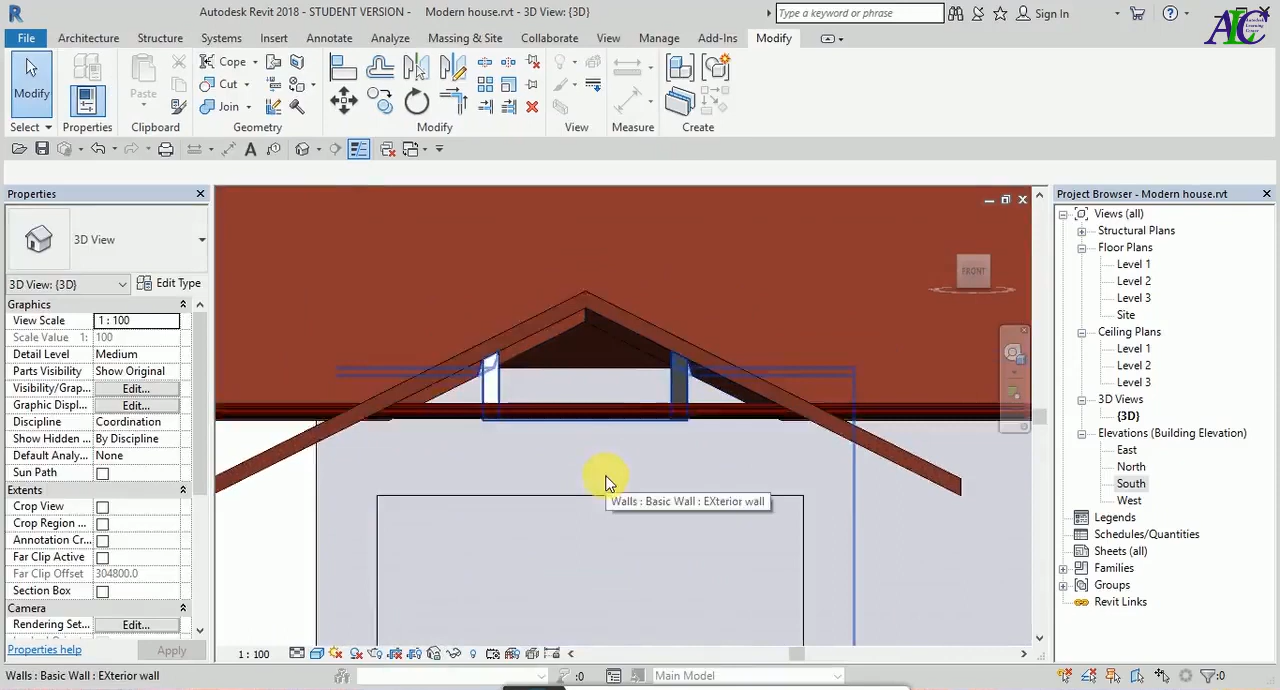 Autodesk Revit 2018 - STUDENT VERSION - Modern house.rvt - 3D View: {3D}
Type a keyword or phrase
Sign In
ALC
File Architecture Structure Systems Insert Annotate Analyze Massing & Site Collaborate View Manage Add-Ins Modify
Modify
Paste
Cope
Cut
Join
Select Properties Clipboard Geometry Modify View Measure Create
Properties
3D View
3D View: {3D} Edit Type
Graphics
View Scale 1 : 100
Scale Value 1: 100
Detail Level Medium
Parts Visibility Show Original
Visibility/Grap... Edit...
Graphic Displ... Edit...
Discipline Coordination
Show Hidden ... By Discipline
Default Analy... None
Sun Path
Extents
Crop View
Crop Region ...
Annotation Cr...
Far Clip Active
Far Clip Offset 304800.0
Section Box
Camera
Rendering Set... Edit...
Properties help Apply
FRONT
Walls : Basic Wall : EXterior wall
Project Browser - Modern house.rvt
Views (all)
Structural Plans
Floor Plans
Level 1
Level 2
Level 3
Site
Ceiling Plans
Level 1
Level 2
Level 3
3D Views
{3D}
Elevations (Building Elevation)
East
North
South
West
Legends
Schedules/Quantities
Sheets (all)
Families
Groups
Revit Links
1 : 100
Walls : Basic Wall : EXterior wall
:0
Main Model
:0